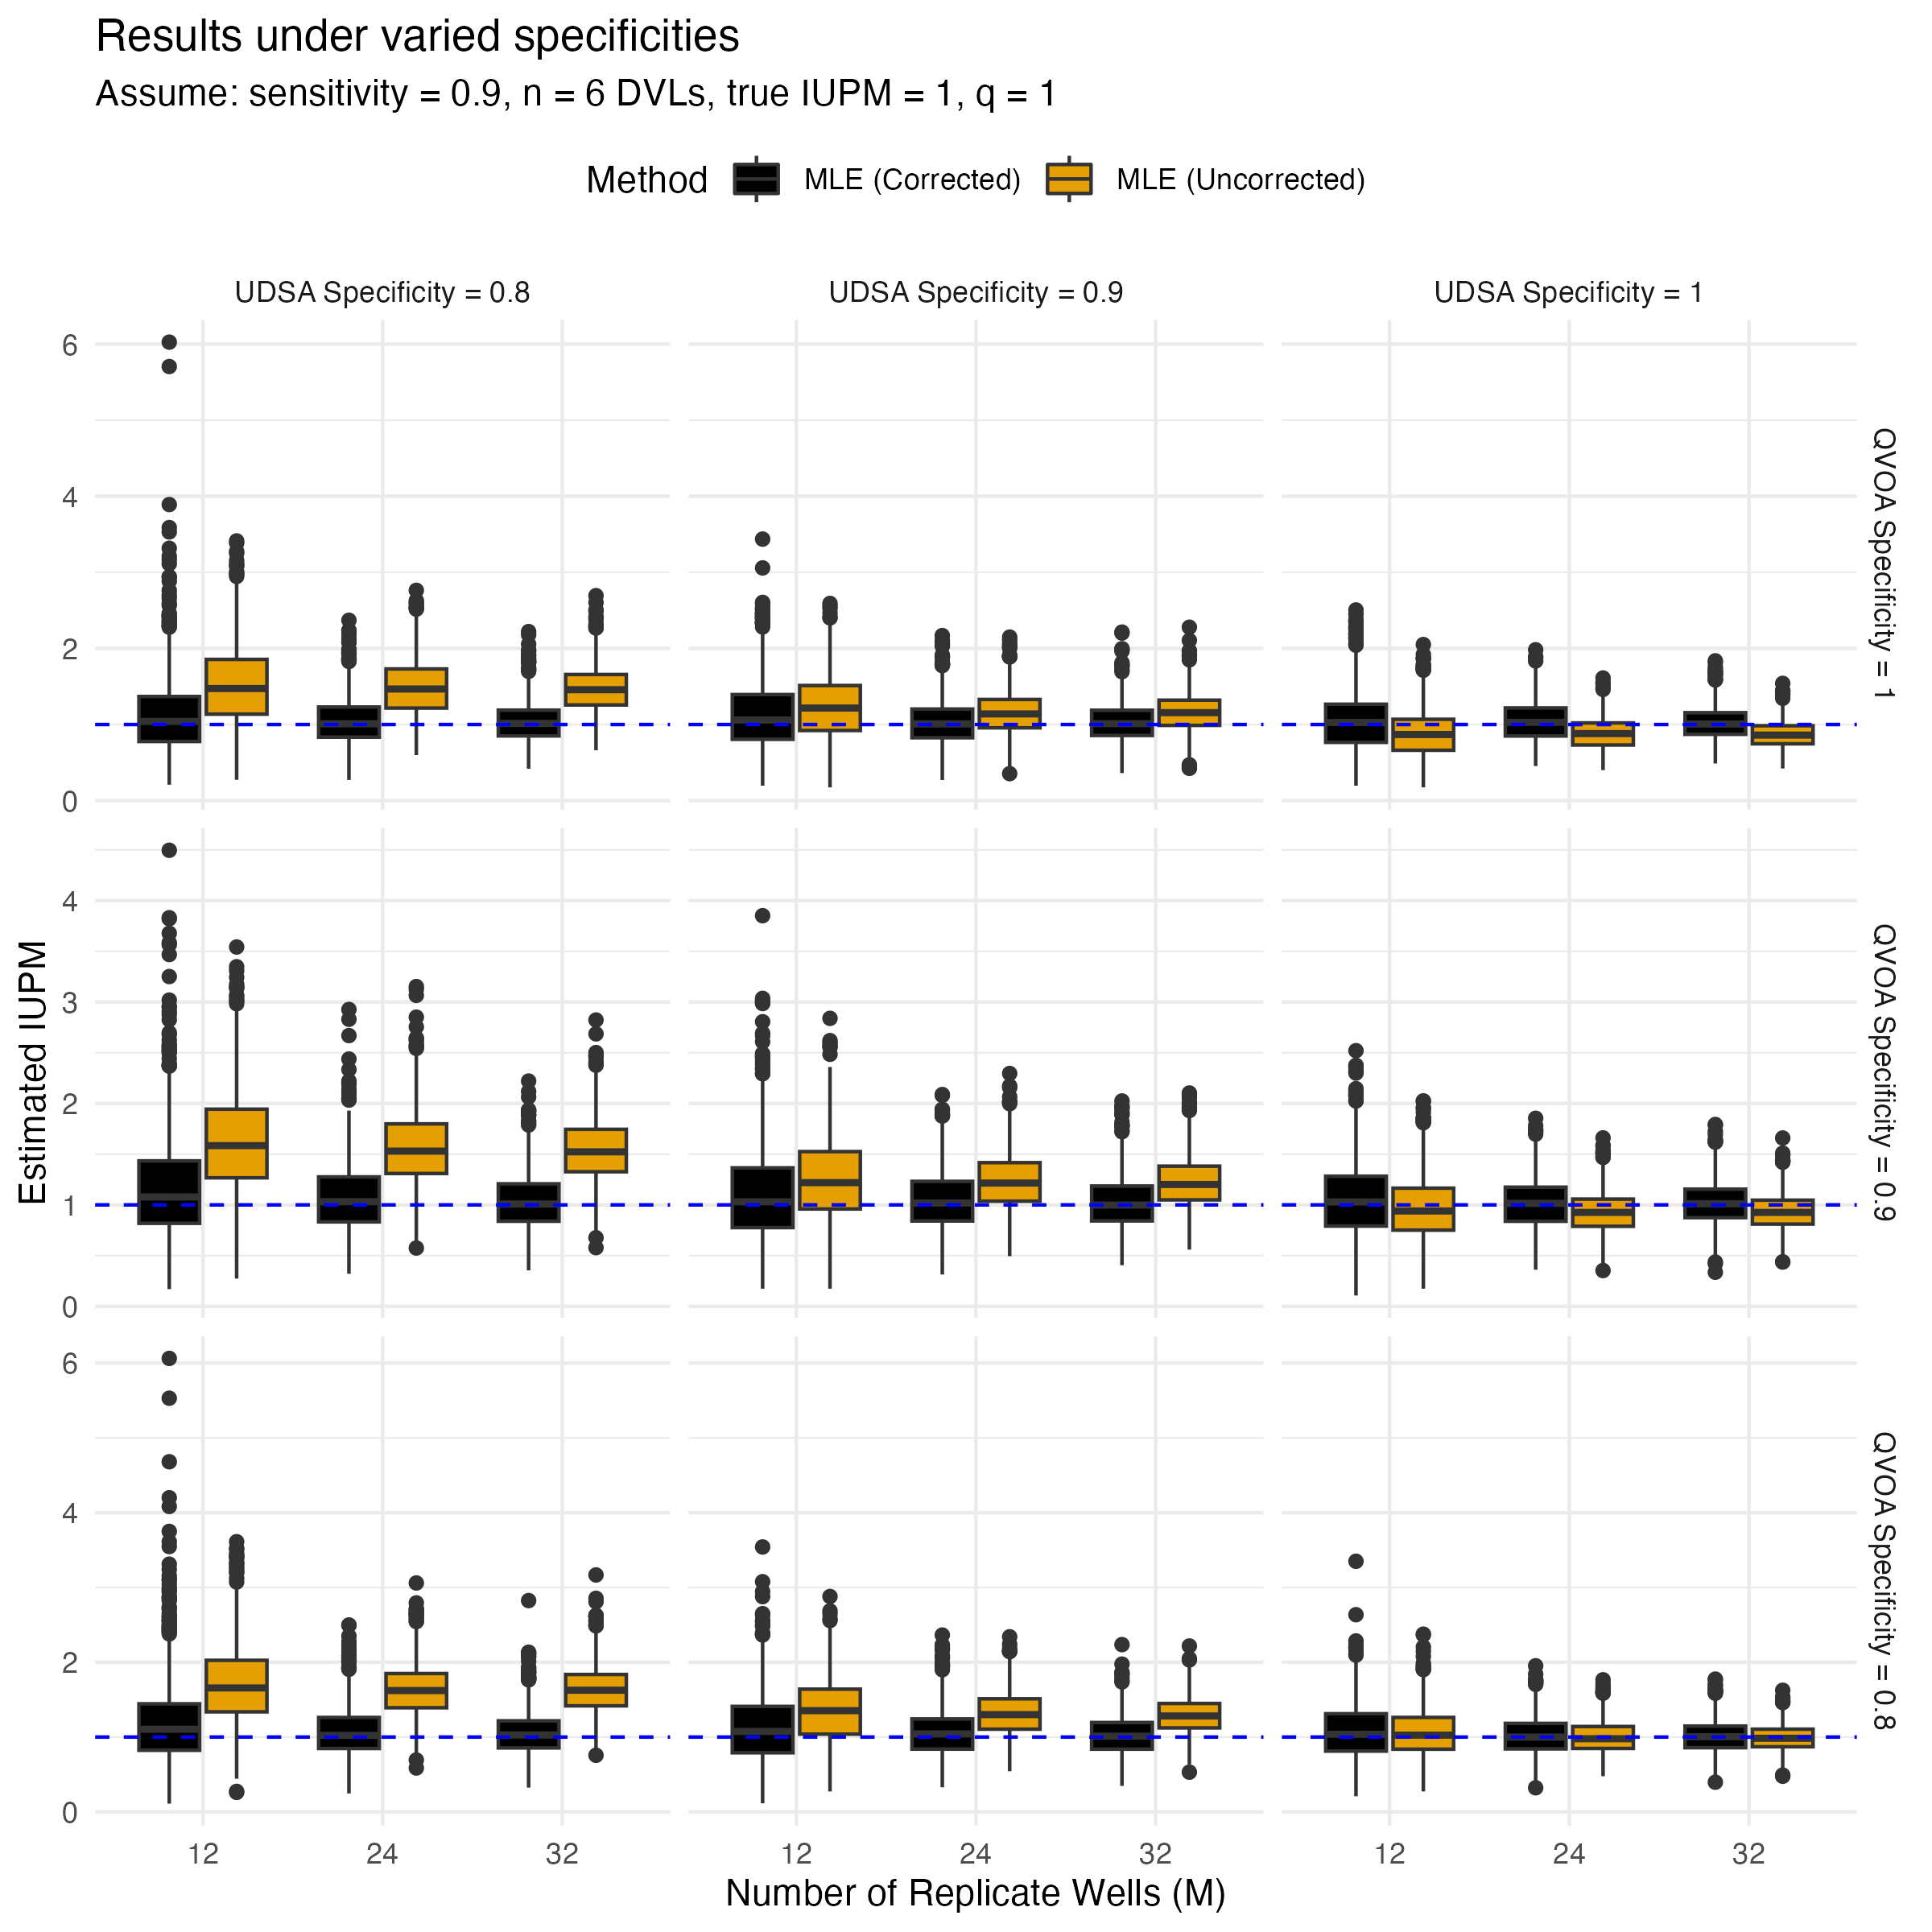 Results under varied specificities
Assume: sensitivity = 0.9, n = 6 DVLs, true IUPM = 1, q = 1
Method MLE (Corrected) MLE (Uncorrected)
UDSA Specificity = 0.8 UDSA Specificity = 0.9 UDSA Specificity = 1
6
4
2
0
QVOA Specificity = 1
Estimated IUPM
4
3
2
1
0
QVOA Specificity = 0.9
6
4
2
0
QVOA Specificity = 0.8
12 24 32 12 24 32 12 24 32
Number of Replicate Wells (M)